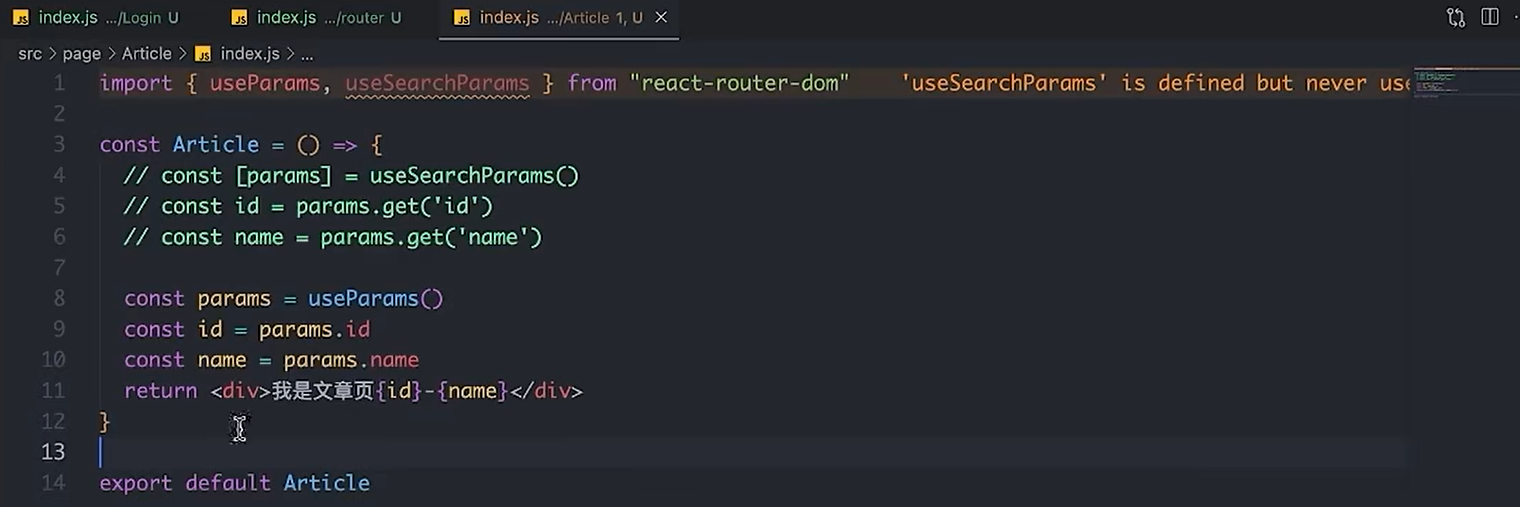 index.js .../Login U
index.js .../router U
index.js .../Article 1, U
src > page > Article > JS index.js > ...
1 import { useParams, useSearchParams } from "react-router-dom" 'useSearchParams' is defined but never use
2
3 const Article = () => {
4 // const [params] = useSearchParams()
5 // const id = params.get('id')
6 // const name = params.get('name')
7
8 const params = useParams()
9 const id = params.id
10 const name = params.name
11 return <div>我是文章页{id}-{name}</div>
12 }
13
14 export default Article